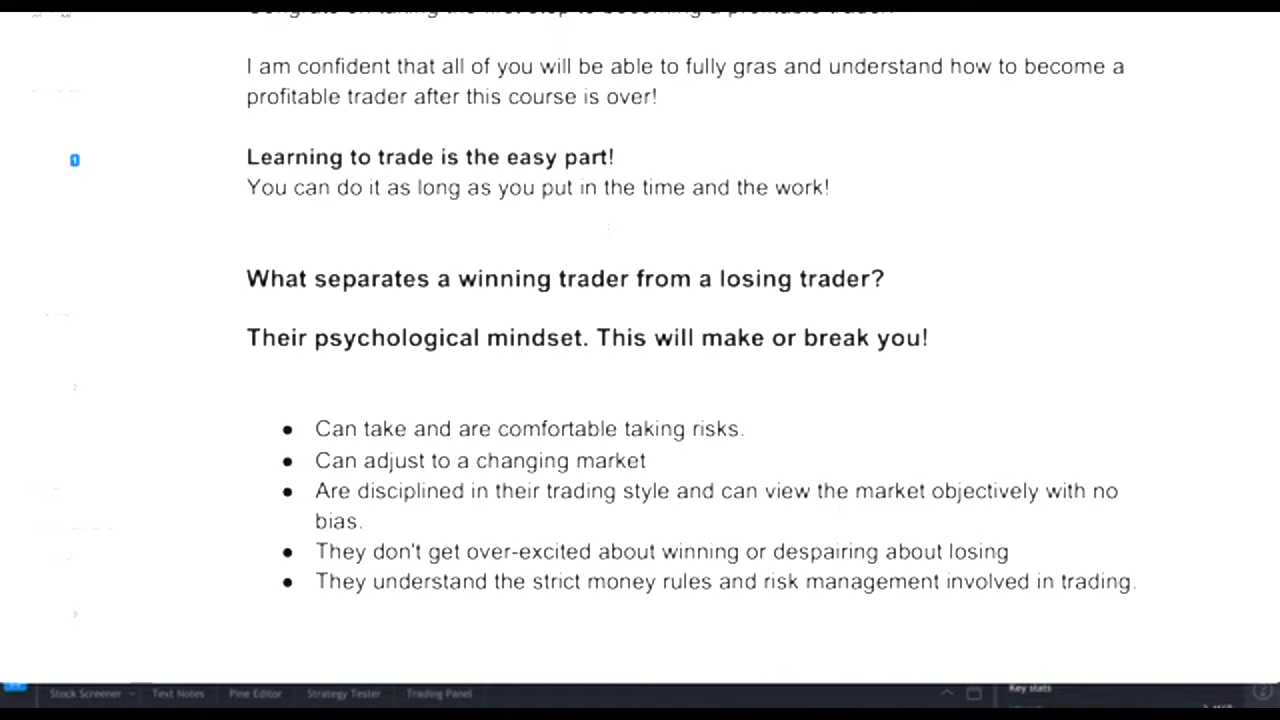 I am confident that all of you will be able to fully gras and understand how to become a
profitable trader after this course is over!
Learning to trade is the easy part!
You can do it as long as you put in the time and the work!
What separates a winning trader from a losing trader?
Their psychological mindset. This will make or break you!
● Can take and are comfortable taking risks.
● Can adjust to a changing market
● Are disciplined in their trading style and can view the market objectively with no
bias.
● They don't get over-excited about winning or despairing about losing
● They understand the strict money rules and risk management involved in trading.
Stock Screener Text Notes Pine Editor Strategy Tester Trading Panel Key stats